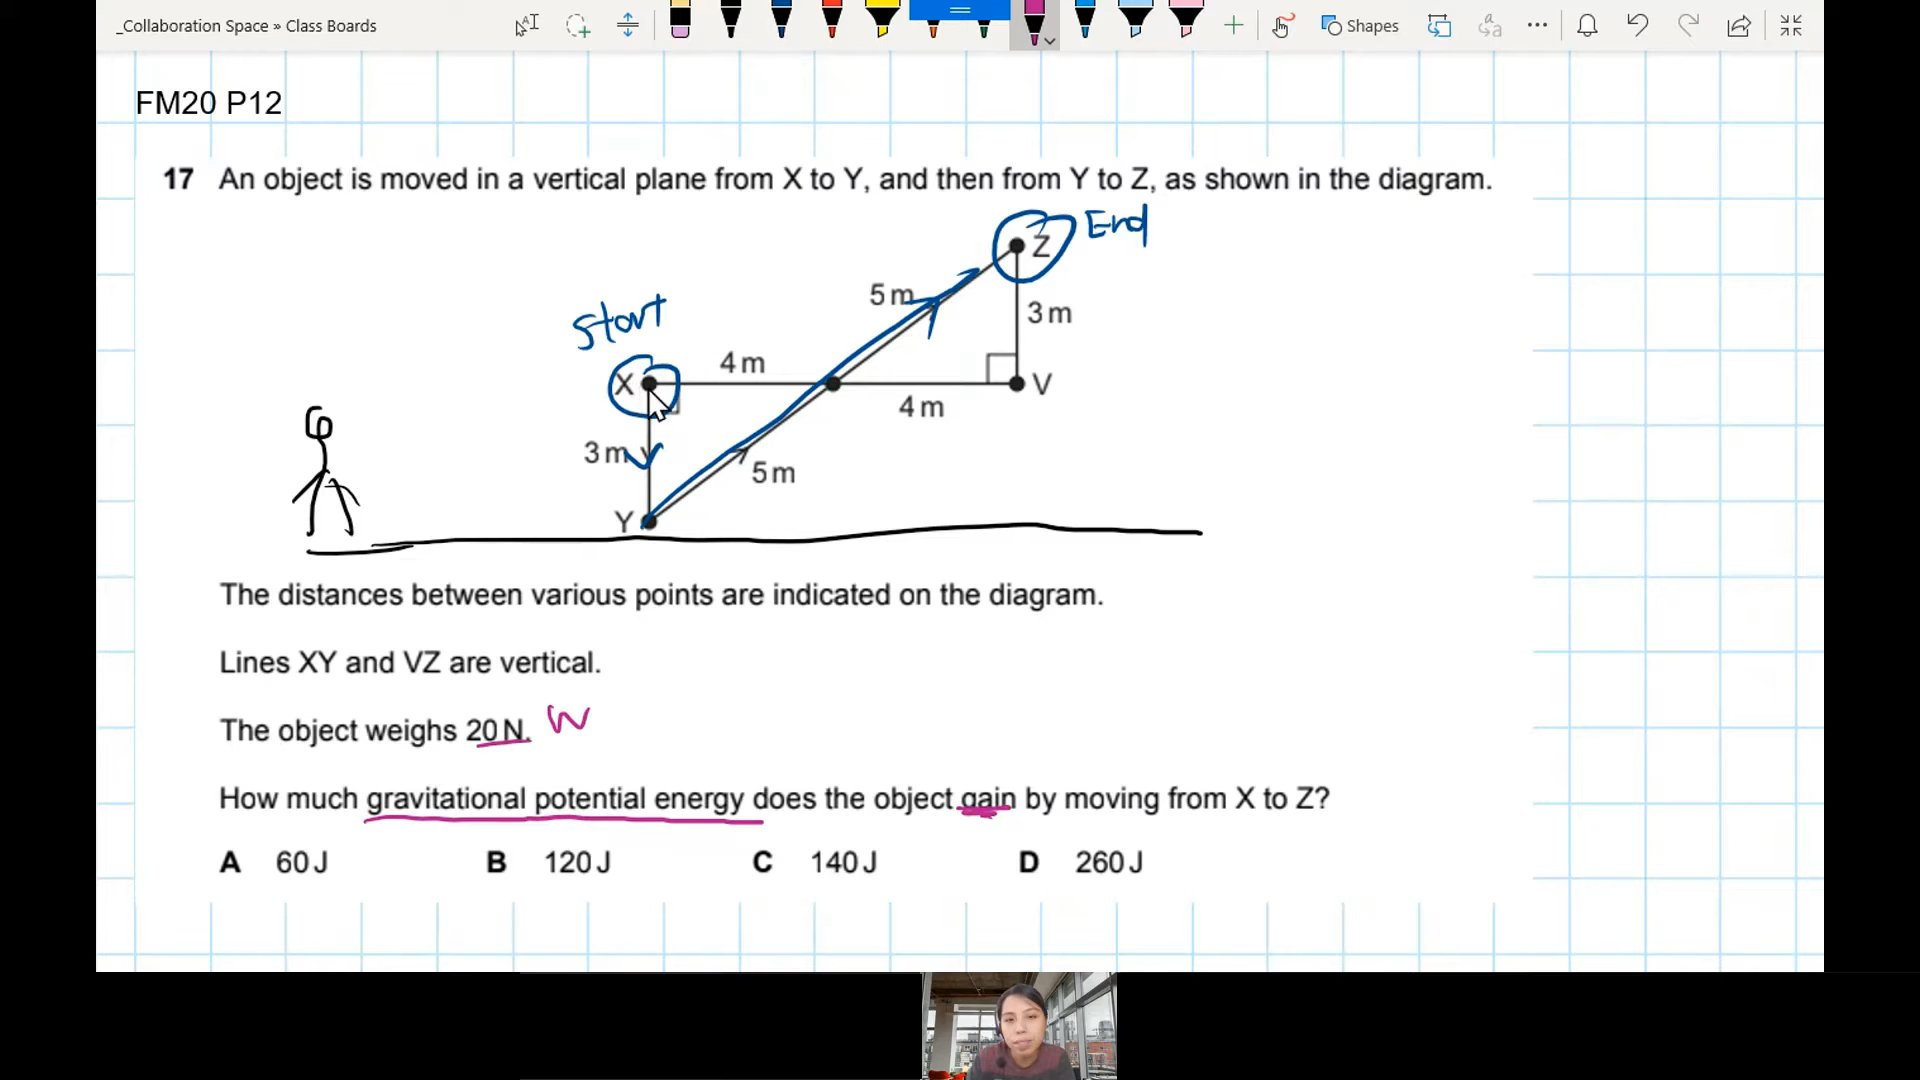 _Collaboration Space » Class Boards
Shapes
FM20 P12
17 An object is moved in a vertical plane from X to Y, and then from Y to Z, as shown in the diagram.
End
Z
5 m
3 m
Start
4 m
X
V
4 m
3 m
5 m
Y
The distances between various points are indicated on the diagram.
Lines XY and VZ are vertical.
The object weighs 20 N. W
How much gravitational potential energy does the object gain by moving from X to Z?
A 60 J B 120 J C 140 J D 260 J